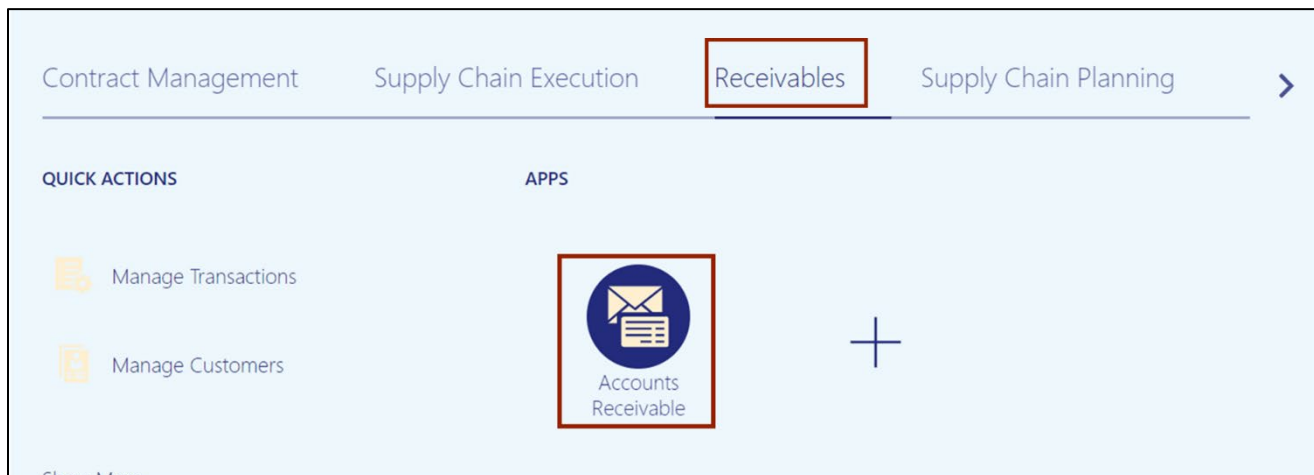 Contract Management
Supply Chain Execution
Receivables
Supply Chain Planning
QUICK ACTIONS
APPS
Manage Transactions
Manage Customers
Accounts
Receivable